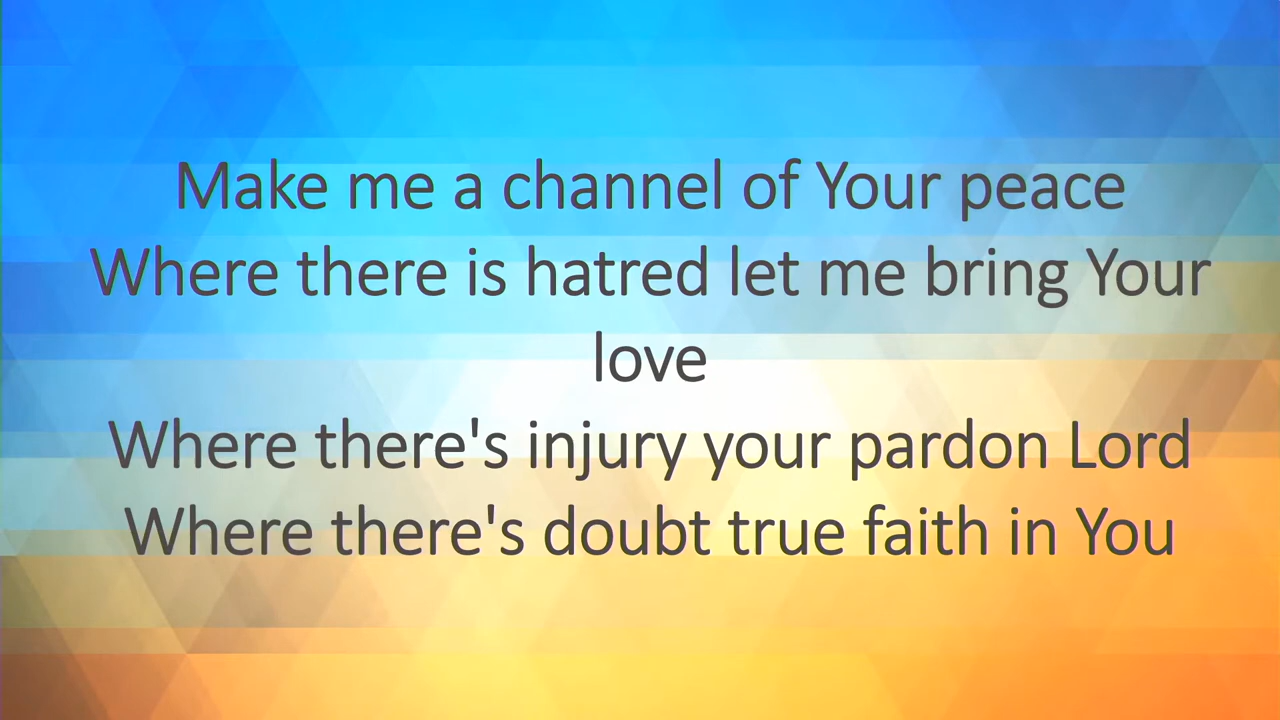 Make me a channel of Your peace
Where there is hatred let me bring Your
love
Where there's injury your pardon Lord
Where there's doubt true faith in You